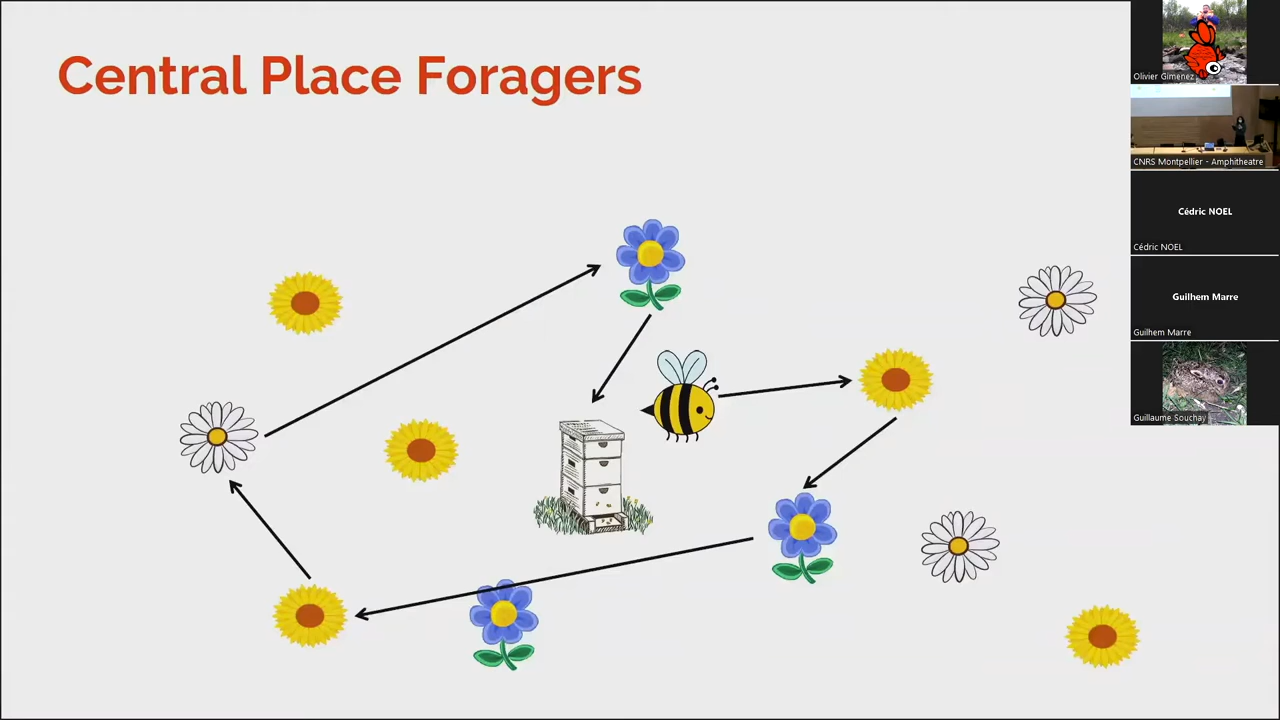 Central Place Foragers
Olivier Gimenez
CNRS Montpellier - Amphitheatre
Cédric NOEL
Cédric NOEL
Guilhem Marre
Guilhem Marre
Guillaume Souchay